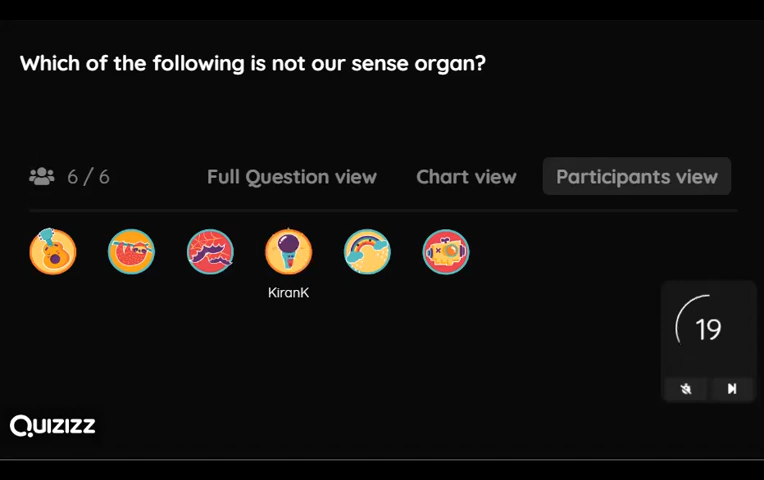 Which of the following is not our sense organ?
6 / 6 Full Question view Chart view Participants view
KiranK
19
QUIZIZZ